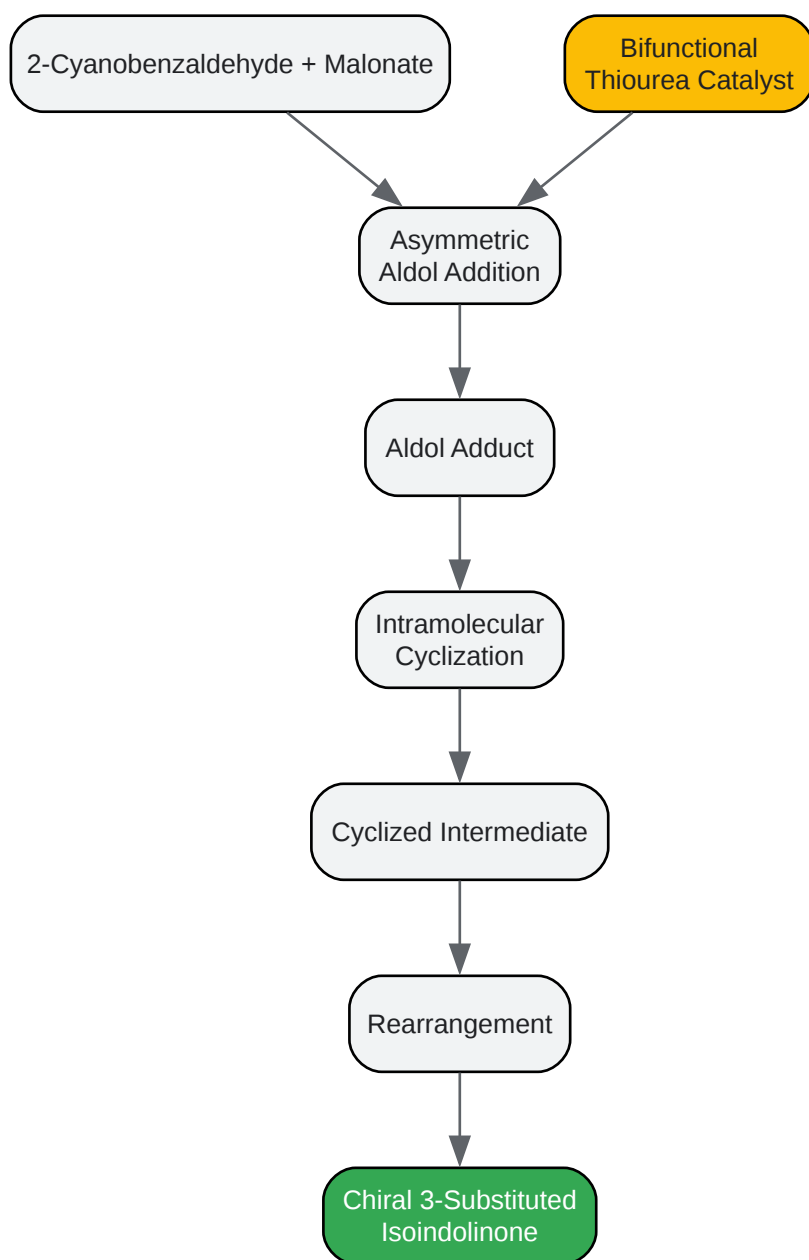 2-Cyanobenzaldehyde + Malonate
Bifunctional
Thiourea Catalyst
Asymmetric
Aldol Addition
Aldol Adduct
Intramolecular
Cyclization
Cyclized Intermediate
Rearrangement
Chiral 3-Substituted
Isoindolinone